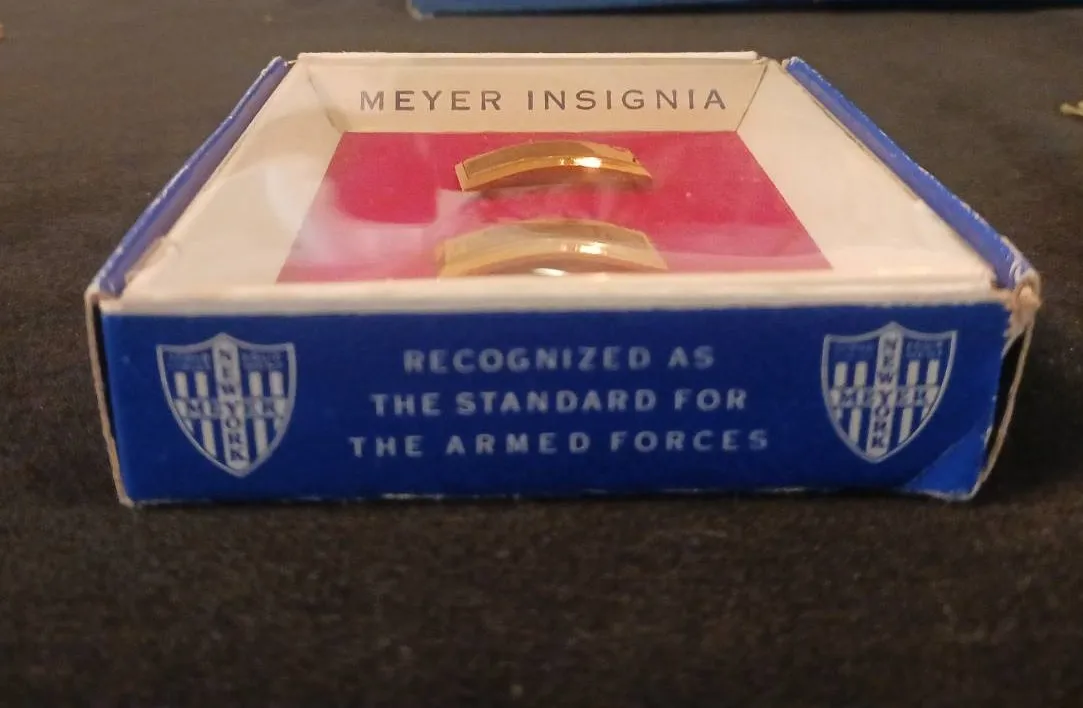 MEYER INSIGNIA
RECOGNIZED AS
THE STANDARD FOR
THE ARMED FORCES
NEW YORK
MEYER
NEW YORK
MEYER